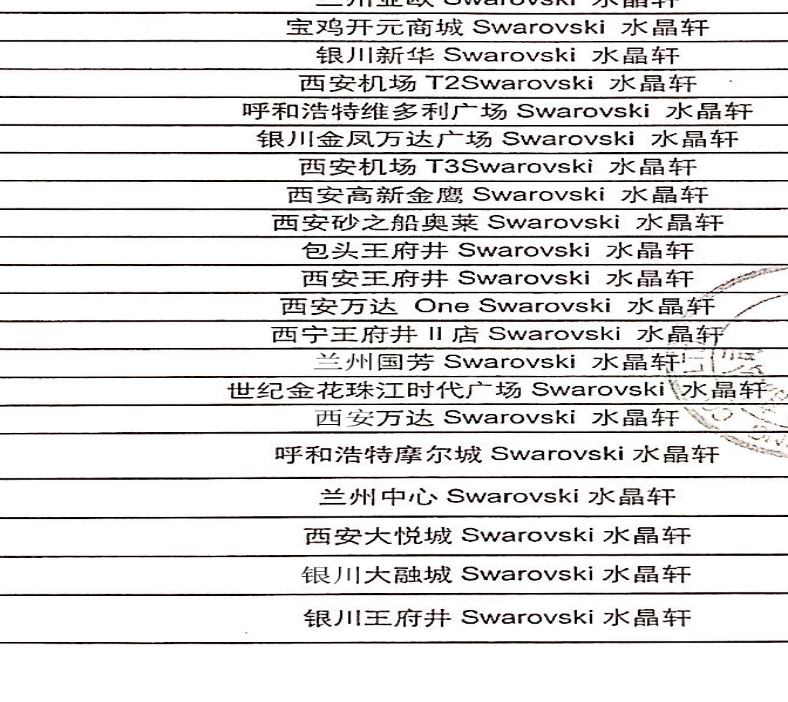 兰州亚欧 Swarovski 水晶轩
宝鸡开元商城 Swarovski 水晶轩
银川新华 Swarovski 水晶轩
西安机场 T2Swarovski 水晶轩
呼和浩特维多利广场 Swarovski 水晶轩
银川金凤万达广场 Swarovski 水晶轩
西安机场 T3Swarovski 水晶轩
西安高新金鹰 Swarovski 水晶轩
西安砂之船奥莱 Swarovski 水晶轩
包头王府井 Swarovski 水晶轩
西安王府井 Swarovski 水晶轩
西安万达 One Swarovski 水晶轩
西宁王府井 II 店 Swarovski 水晶轩
兰州国芳 Swarovski 水晶轩
世纪金花珠江时代广场 Swarovski 水晶轩
西安万达 Swarovski 水晶轩
呼和浩特摩尔城 Swarovski 水晶轩
兰州中心 Swarovski 水晶轩
西安大悦城 Swarovski 水晶轩
银川大融城 Swarovski 水晶轩
银川王府井 Swarovski 水晶轩